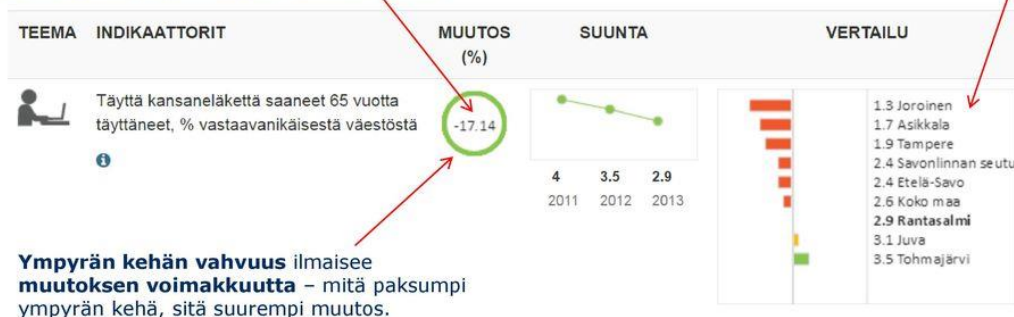 TEEMA INDIKAATTORIT MUUTOS (%) SUUNTA VERTAILU
Täyttä kansaneläkettä saaneet 65 vuotta
täyttäneet, % vastaavanikäisestä väestöstä
-17.14
4 3.5 2.9
2011 2012 2013
1.3 Joroinen
1.7 Asikkala
1.9 Tampere
2.4 Savonlinnan seutu
2.4 Etelä-Savo
2.6 Koko maa
2.9 Rantasalmi
3.1 Juva
3.5 Tohmajärvi
Ympyrän kehän vahvuus ilmaisee
muutoksen voimakkuutta – mitä paksumpi
ympyrän kehä, sitä suurempi muutos.